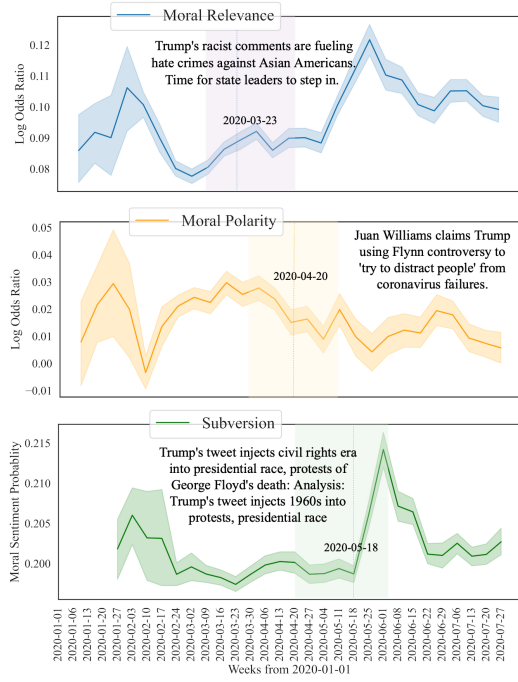 Moral Relevance
0.12
0.11
0.10
0.09
0.08
Log Odds Ratio
Trump's racist comments are fueling
hate crimes against Asian Americans.
Time for state leaders to step in.
2020-03-23
Moral Polarity
0.05
0.04
0.03
0.02
0.01
0.00
−0.01
Log Odds Ratio
Juan Williams claims Trump
using Flynn controversy to
'try to distract people' from
coronavirus failures.
2020-04-20
Subversion
0.215
0.210
0.205
0.200
Moral Sentiment Probablity
Trump's tweet injects civil rights era
into presidential race, protests of
George Floyd's death: Analysis:
Trump's tweet injects 1960s into
protests, presidential race
2020-05-18
2020-01-01
2020-01-06
2020-01-13
2020-01-20
2020-01-27
2020-02-03
2020-02-10
2020-02-17
2020-02-24
2020-03-02
2020-03-09
2020-03-16
2020-03-23
2020-03-30
2020-04-06
2020-04-13
2020-04-20
2020-04-27
2020-05-04
2020-05-11
2020-05-18
2020-05-25
2020-06-01
2020-06-08
2020-06-15
2020-06-22
2020-06-29
2020-07-06
2020-07-13
2020-07-20
2020-07-27
Weeks from 2020-01-01